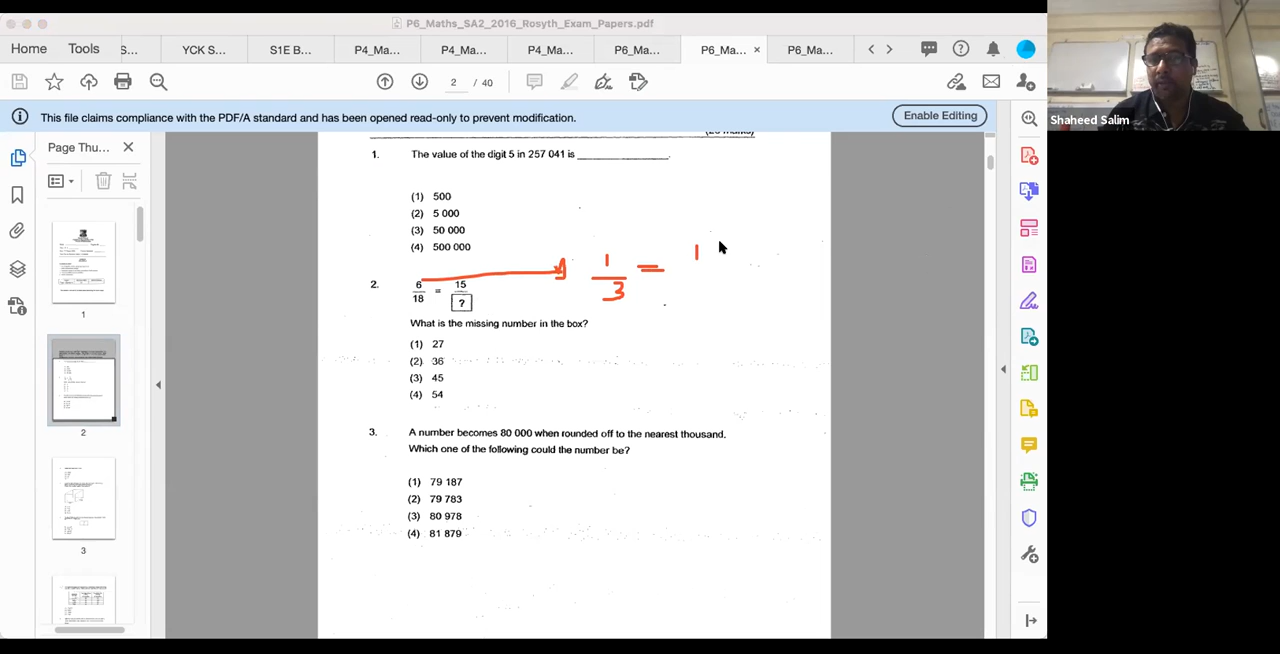 P6_Maths_SA2_2016_Rosyth_Exam_Papers.pdf
Home Tools S... YCK S... S1E B... P4_Ma... P4_Ma... P4_Ma... P6_Ma... P6_Ma... × P6_Ma...
2 / 40
This file claims compliance with the PDF/A standard and has been opened read-only to prevent modification. Enable Editing
Shaheed Salim
Page Thu... ×
1
2
3
1. The value of the digit 5 in 257 041 is ____________.
(1) 500
(2) 5 000
(3) 50 000
(4) 500 000
1/3 = 1
2. 6/18 = 15/?
What is the missing number in the box?
(1) 27
(2) 36
(3) 45
(4) 54
3. A number becomes 80 000 when rounded off to the nearest thousand.
Which one of the following could the number be?
(1) 79 187
(2) 79 783
(3) 80 978
(4) 81 879